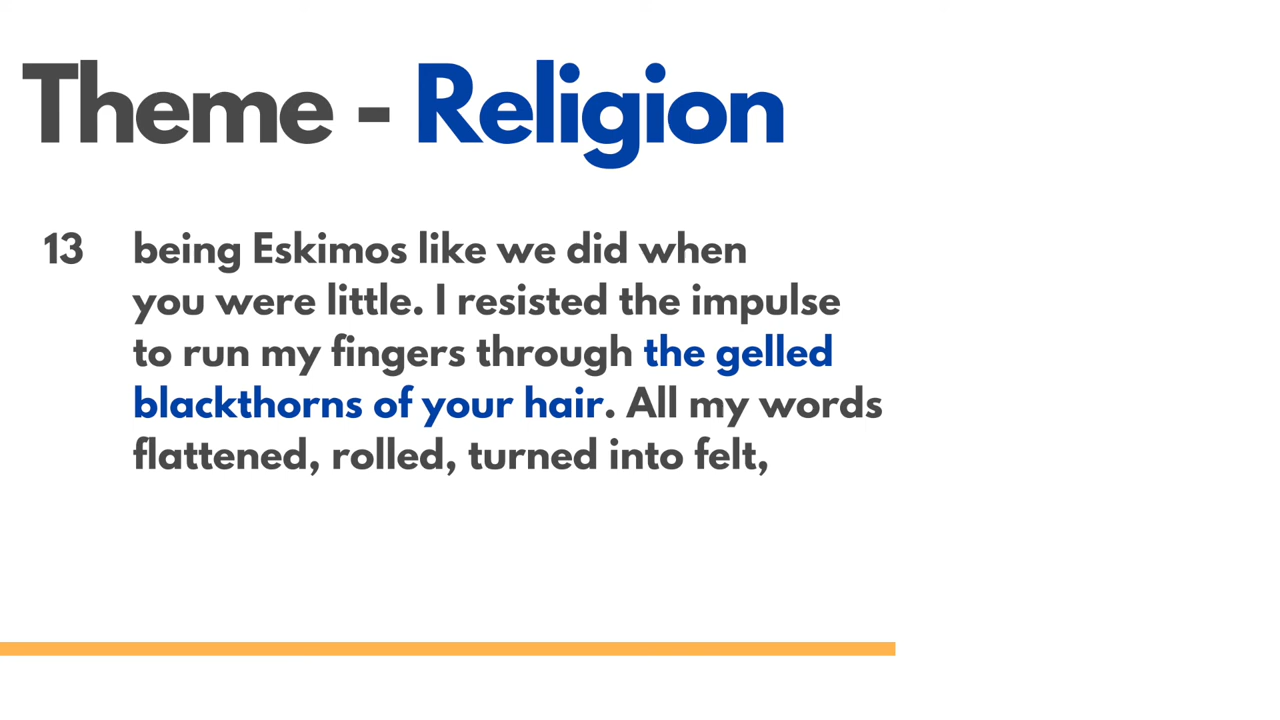 Theme - Religion
13 being Eskimos like we did when
you were little. I resisted the impulse
to run my fingers through the gelled
blackthorns of your hair. All my words
flattened, rolled, turned into felt,